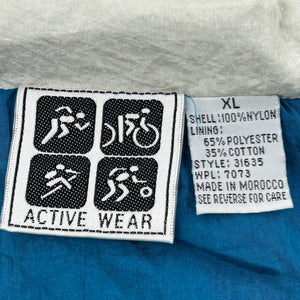 ACTIVE WEAR
XL
SHELL: 100% NYLON
LINING:
65% POLYESTER
35% COTTON
STYLE: 31635
WPL: 7073
MADE IN MOROCCO
SEE REVERSE FOR CARE